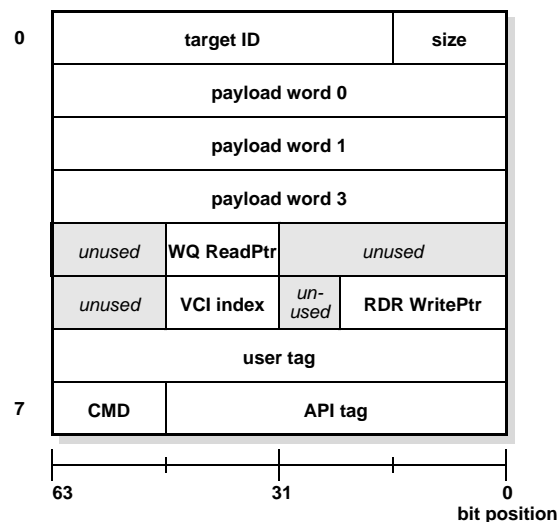 0 target ID size
payload word 0
payload word 1
payload word 3
unused WQ ReadPtr unused
unused VCI index un-
used RDR WritePtr
user tag
7 CMD API tag
63 31 0
bit position